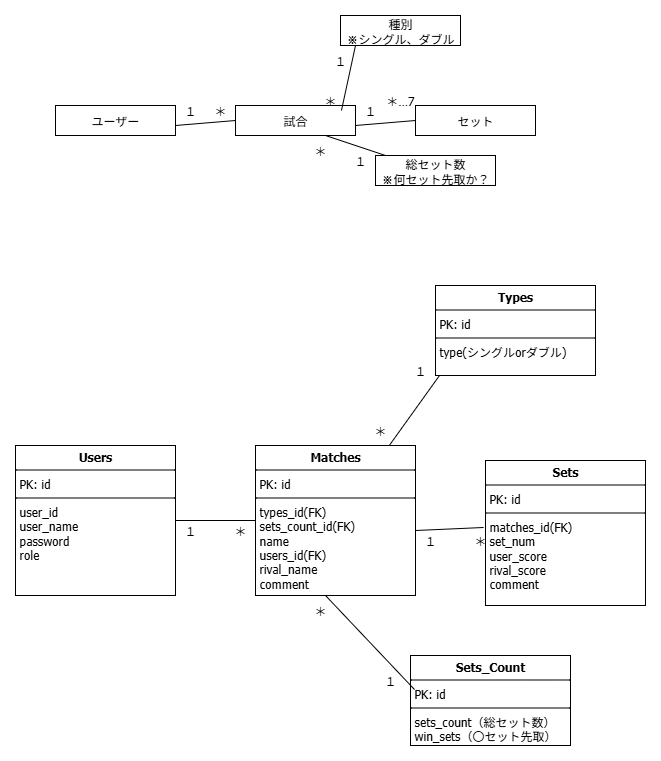 種別
※シングル、ダブル
1
＊
ユーザー
1
＊
試合
1
＊...7
セット
＊
1
総セット数
※何セット先取か？
Types
PK: id
type(シングルorダブル)
1
＊
Users
PK: id
user_id
user_name
password
role
1
＊
Matches
PK: id
types_id(FK)
sets_count_id(FK)
name
users_id(FK)
rival_name
comment
1
＊
Sets
PK: id
matches_id(FK)
set_num
user_score
rival_score
comment
＊
1
Sets_Count
PK: id
sets_count（総セット数）
win_sets（〇セット先取）